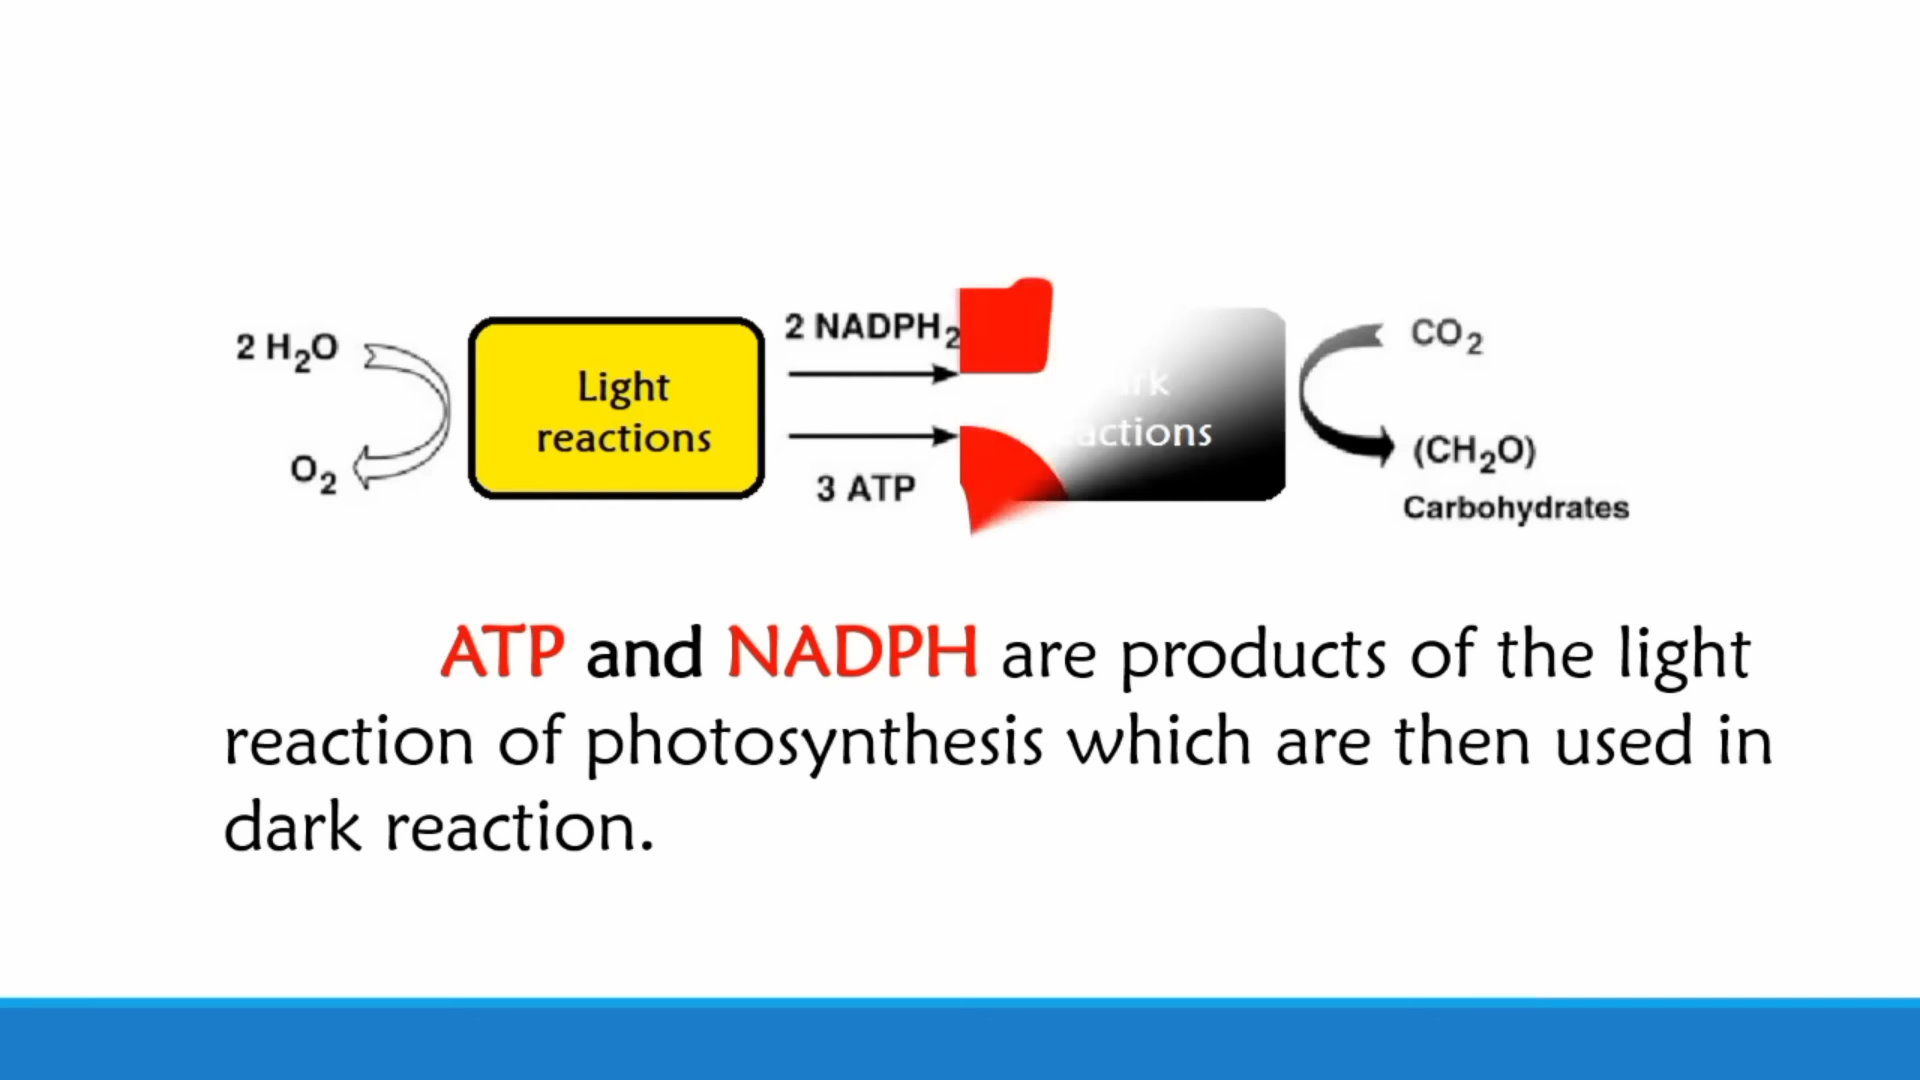 2 H₂O
O₂
Light
reactions
2 NADPH₂
3 ATP
CO₂
(CH₂O)
Carbohydrates
ATP and NADPH are products of the light
reaction of photosynthesis which are then used in
dark reaction.